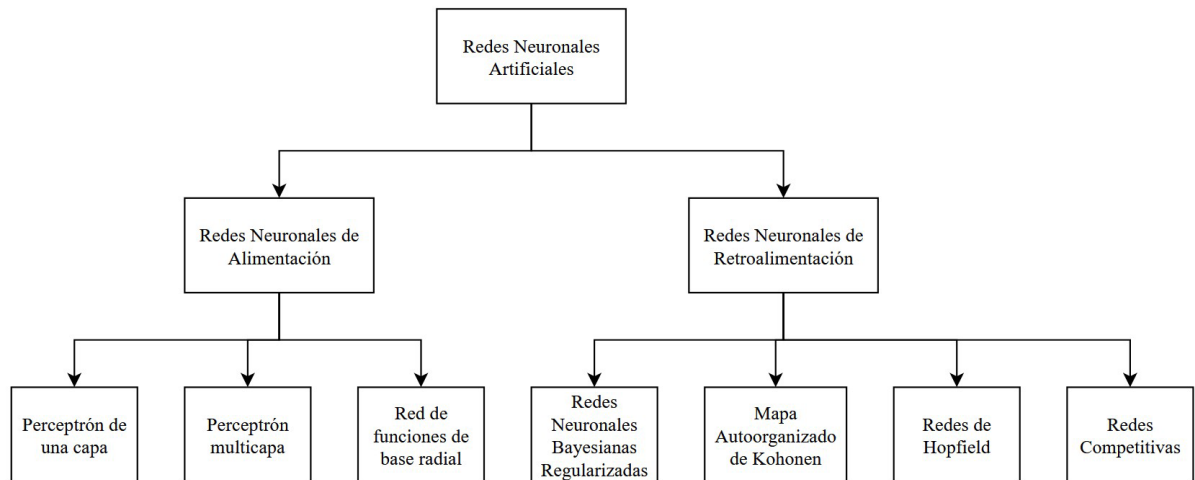 Redes Neuronales
Artificiales
Redes Neuronales de
Alimentación
Redes Neuronales de
Retroalimentación
Perceptrón de
una capa
Perceptrón
multicapa
Red de
funciones de
base radial
Redes
Neuronales
Bayesianas
Regularizadas
Mapa
Autoorganizado
de Kohonen
Redes de
Hopfield
Redes
Competitivas